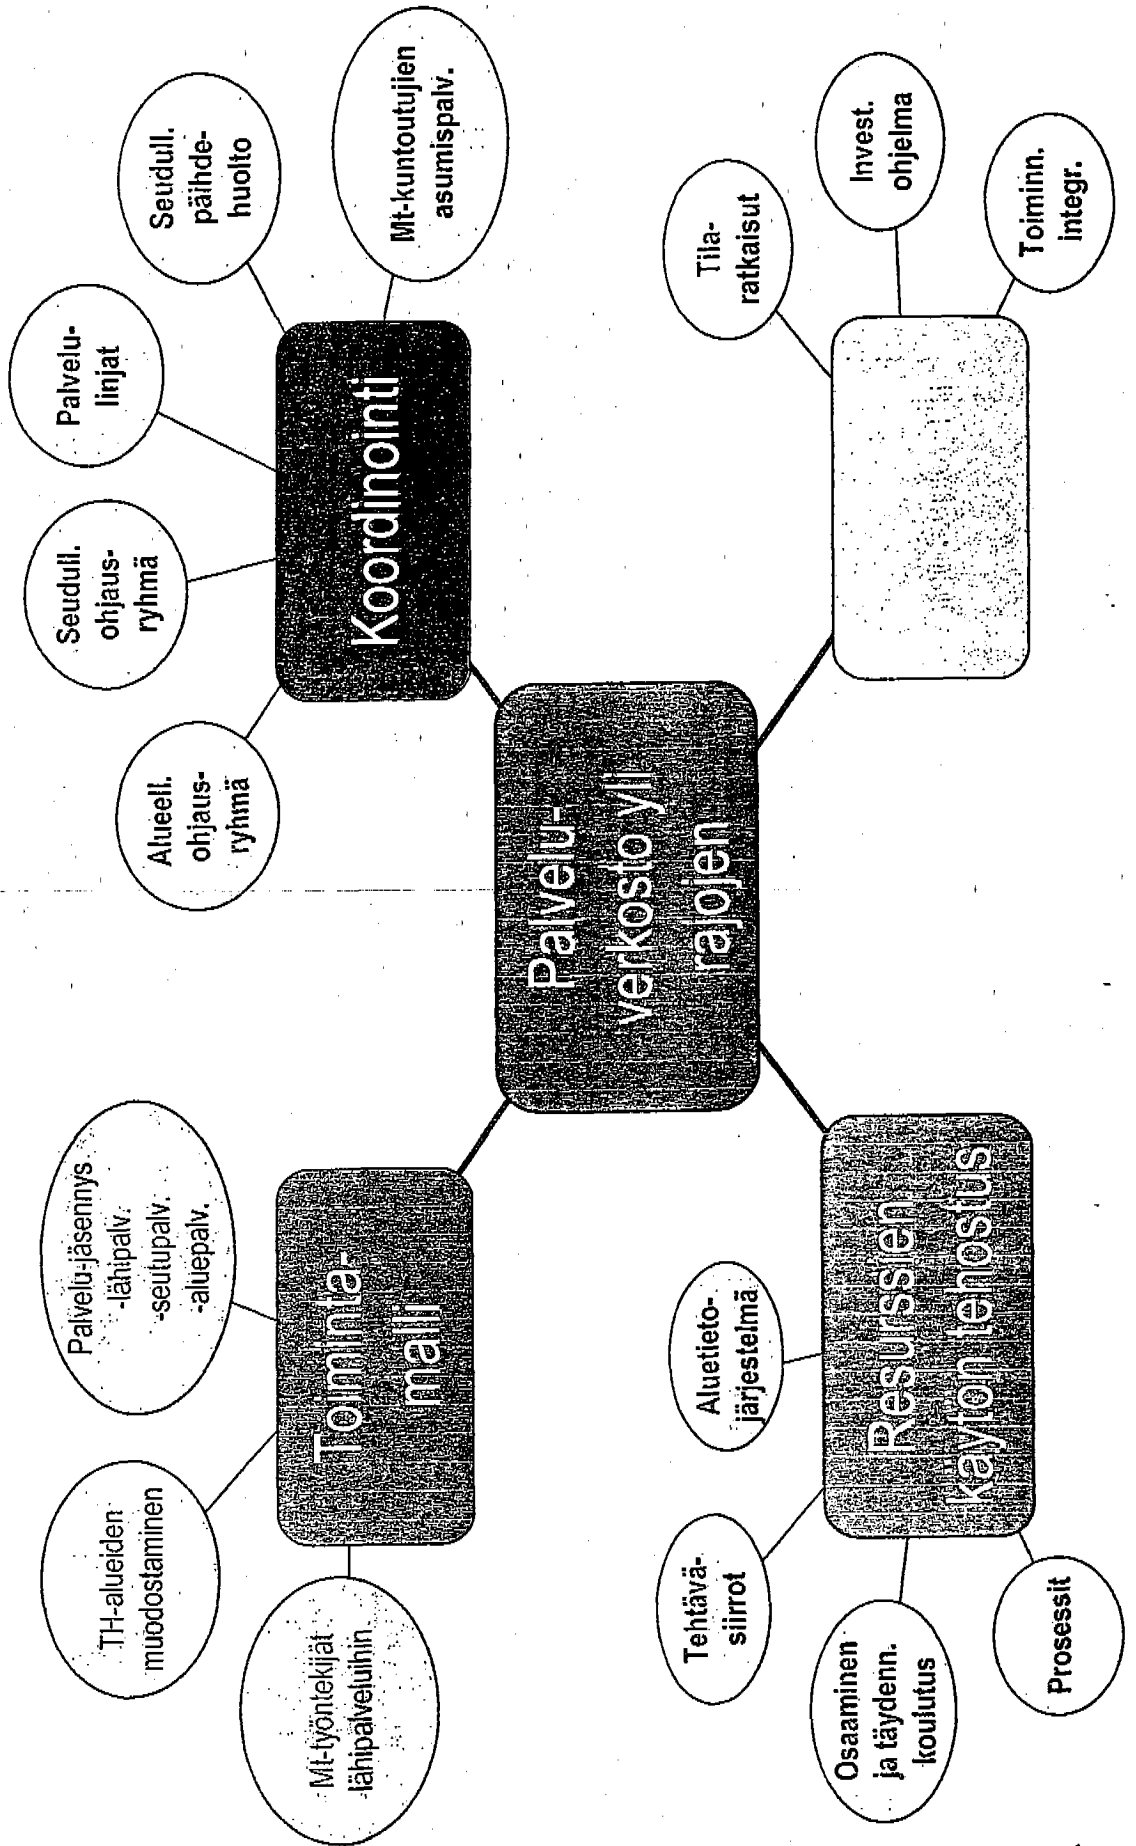 TH-alueiden
muodostaminen
Palvelu-jäsennys
-lähipalv.
-seutupalv.
-aluepalv.
Mt-työntekijät
lähipalveluihin
Toiminta-
malli
Alueell.
ohjaus-
ryhmä
Seudull.
ohjaus-
ryhmä
Palvelu-
linjat
Seudull.
päihde-
huolto
Mt-kuntoutujien
asumispalv.
Koordinointi
Palvelu-
verkosto yli
rajojen
Tehtävä-
siirrot
Aluetieto-
järjestelmä
Osaaminen
ja täydenn.
koulutus
Prosessit
Resurssien
käytön tehostus
Tila-
ratkaisut
Invest.
ohjelma
Toiminn.
integr.